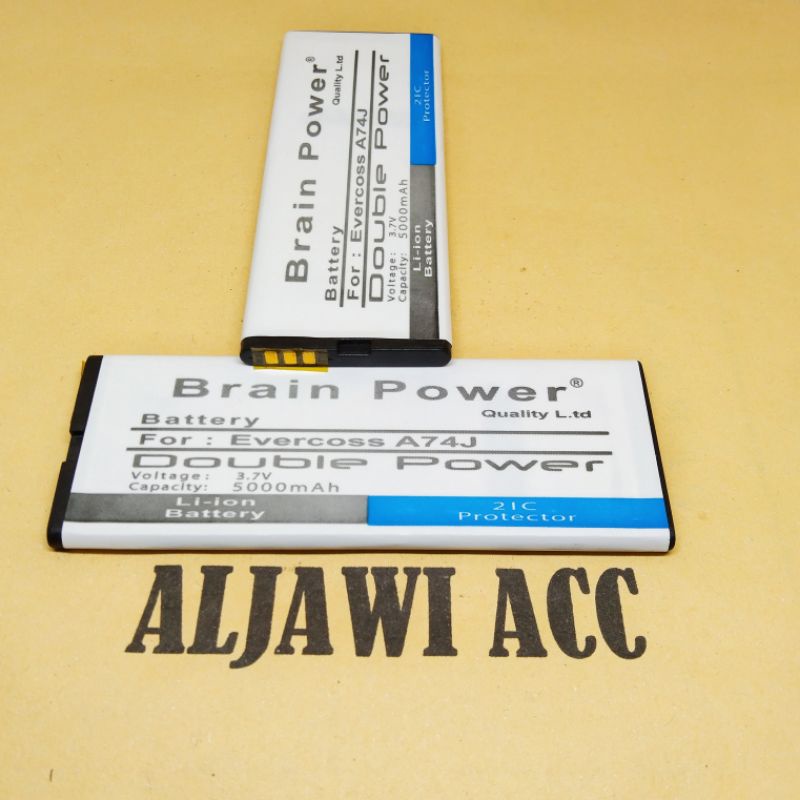 Brain Power®
Quality L.td
Battery
For : Evercoss A74J
Double Power
Voltage: 3.7V
Capacity: 5000mAh
Li-ion
Battery
2IC
Protector
Brain Power®
Quality L.td
Battery
For : Evercoss A74J
Double Power
Voltage: 3.7V
Capacity: 5000mAh
Li-ion
Battery
2IC
Protector
ALJAWI ACC